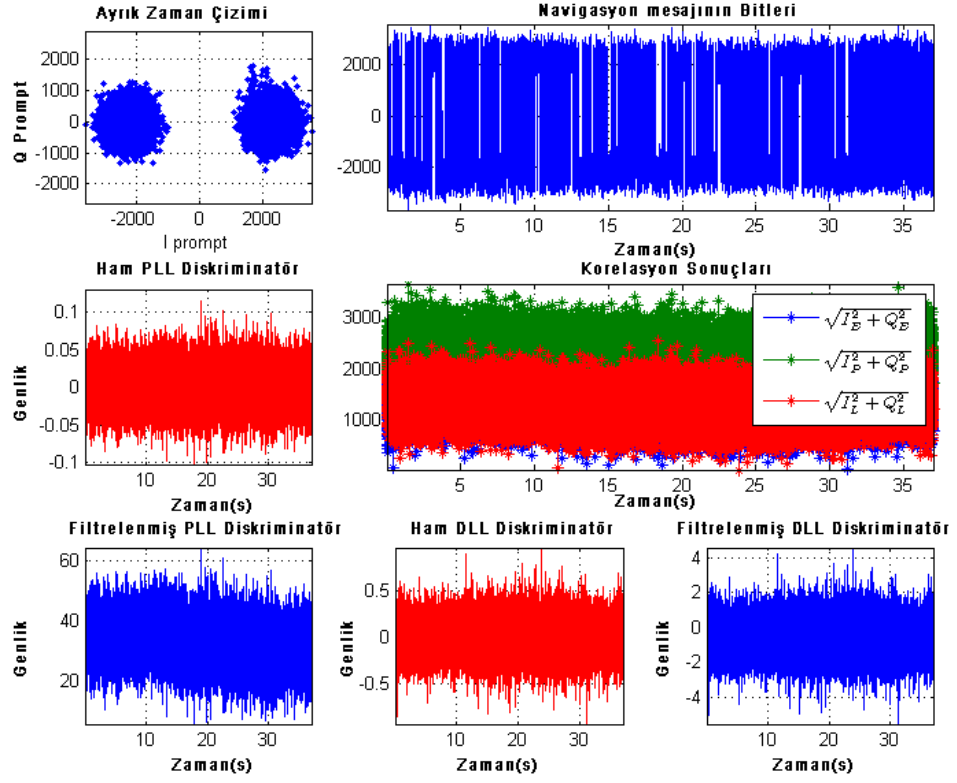 Ayrık Zaman Çizimi
2000
1000
0
-1000
-2000
Q Prompt
-2000 0 2000
I prompt
Navigasyon mesajının Bitleri
2000
0
-2000
5 10 15 20 25 30 35
Zaman(s)
Ham PLL Diskriminatör
0.1
0.05
0
-0.05
-0.1
Genlik
10 20 30
Zaman(s)
Korelasyon Sonuçları
3000
2000
1000
√I_E^2 + Q_E^2
√I_P^2 + Q_P^2
√I_L^2 + Q_L^2
5 10 15 20 25 30 35
Zaman(s)
Filtrelenmiş PLL Diskriminatör
60
40
20
Genlik
10 20 30
Zaman(s)
Ham DLL Diskriminatör
0.5
0
-0.5
Genlik
10 20 30
Zaman(s)
Filtrelenmiş DLL Diskriminatör
4
2
0
-2
-4
Genlik
10 20 30
Zaman(s)